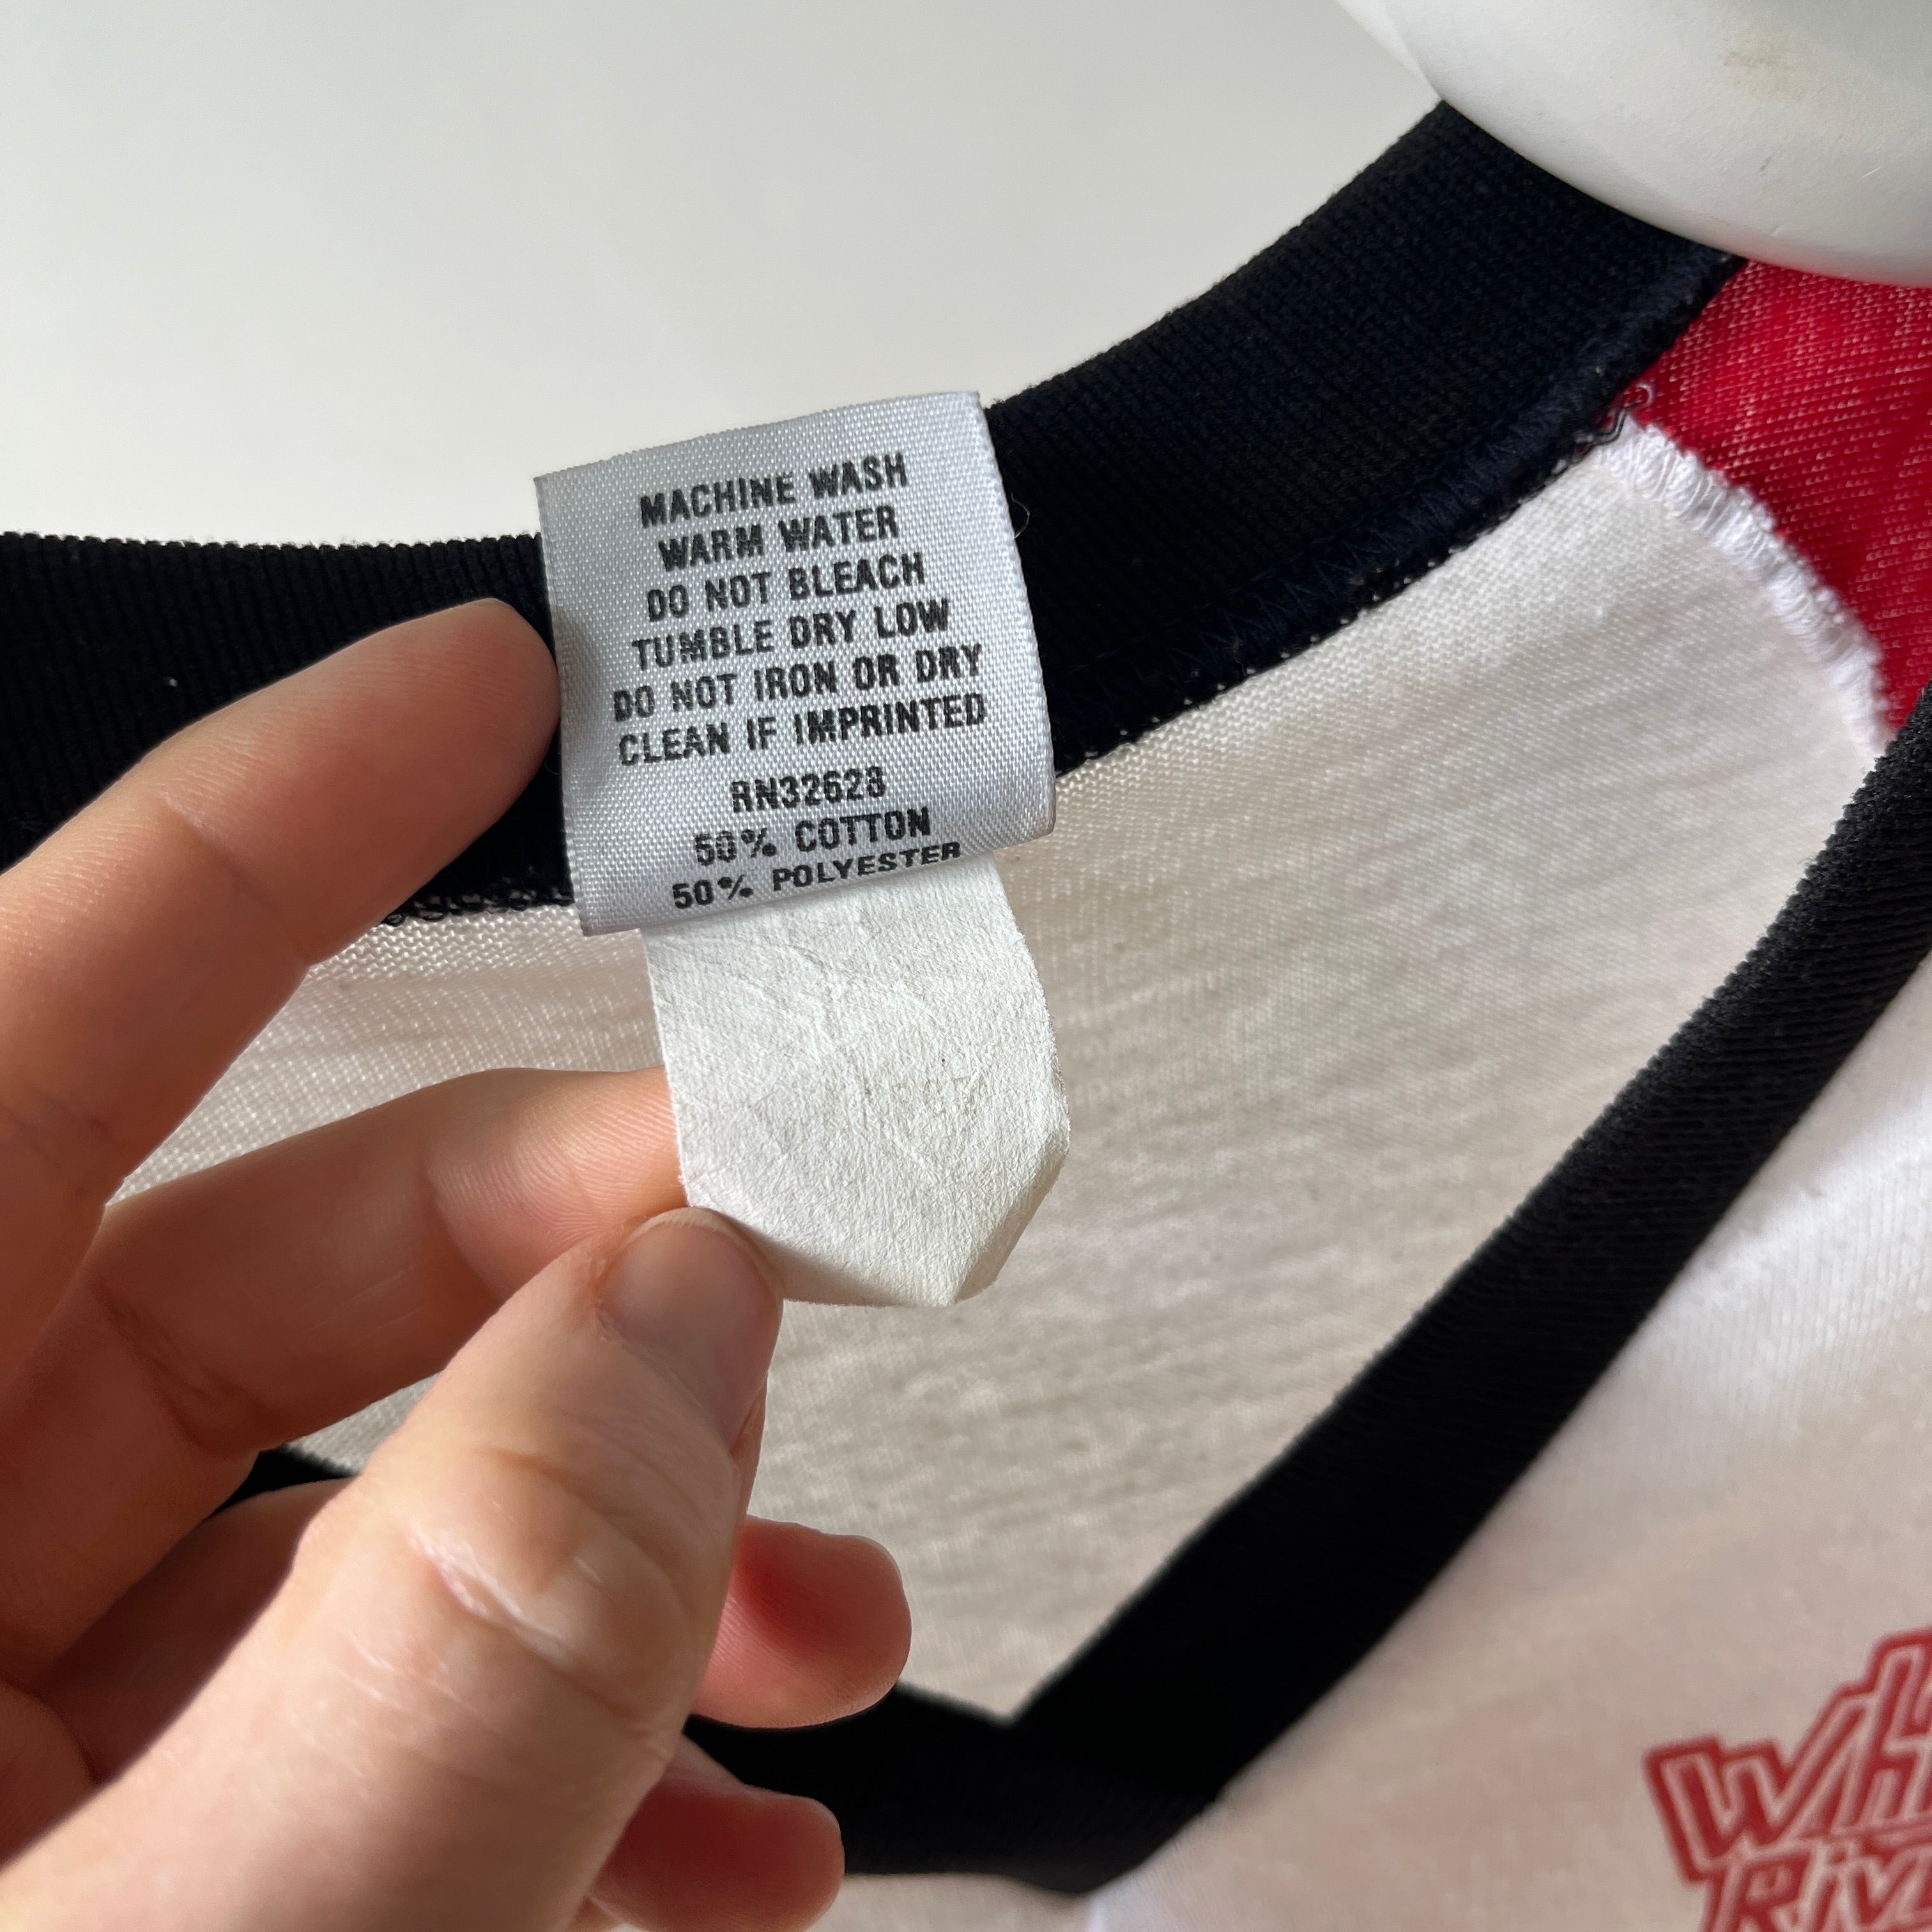 MACHINE WASH
WARM WATER
DO NOT BLEACH
TUMBLE DRY LOW
DO NOT IRON OR DRY
CLEAN IF IMPRINTED
RN32628
50% COTTON
50% POLYESTER